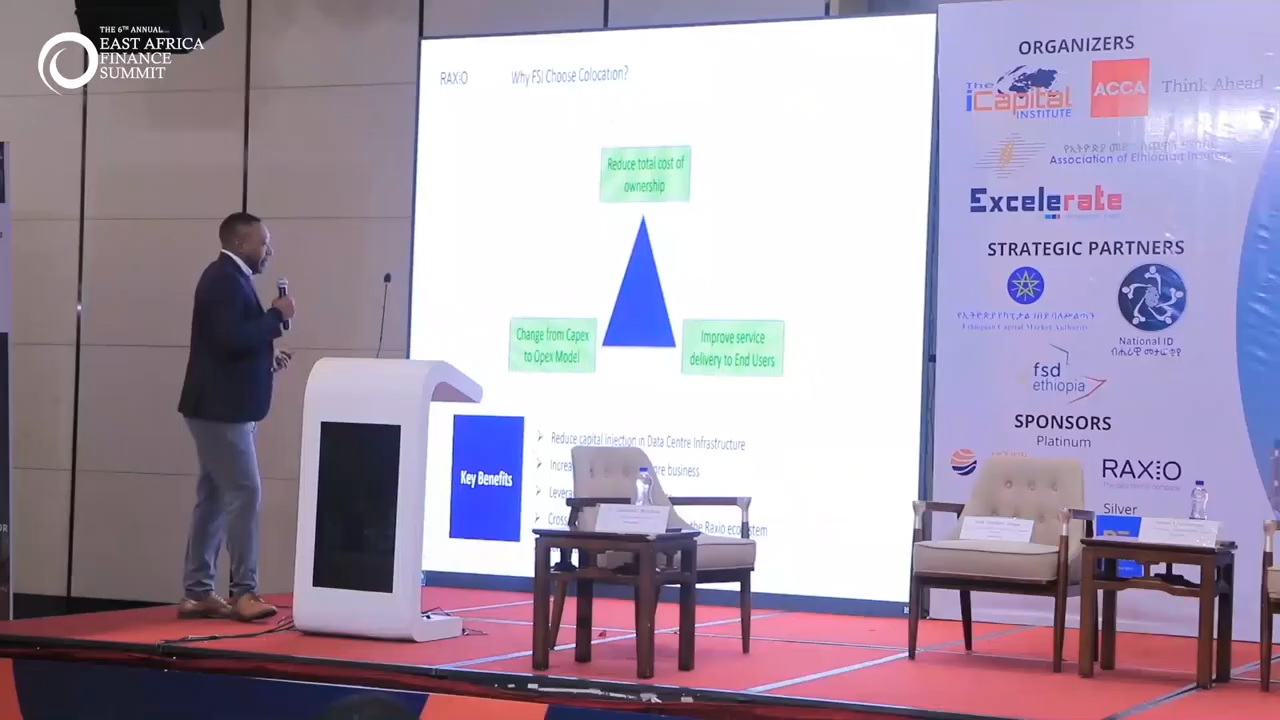 THE 6TH ANNUAL
EAST AFRICA
FINANCE
SUMMIT
RAXIO
Why FSI Choose Colocation?
Reduce total cost of
ownership
Change from Capex
to Opex Model
Improve service
delivery to End Users
Key Benefits
Reduce capital injection in Data Centre Infrastructure
business
the Raxio ecosystem
ORGANIZERS
The
iCapital
INSTITUTE
ACCA
Think Ahead
Association of Ethiopian
Excelerate
STRATEGIC PARTNERS
Ethiopian Capital Market Authority
National ID
ብሔራዊ መታወቂያ
fsd
ethiopia
SPONSORS
Platinum
RAXIO
Silver